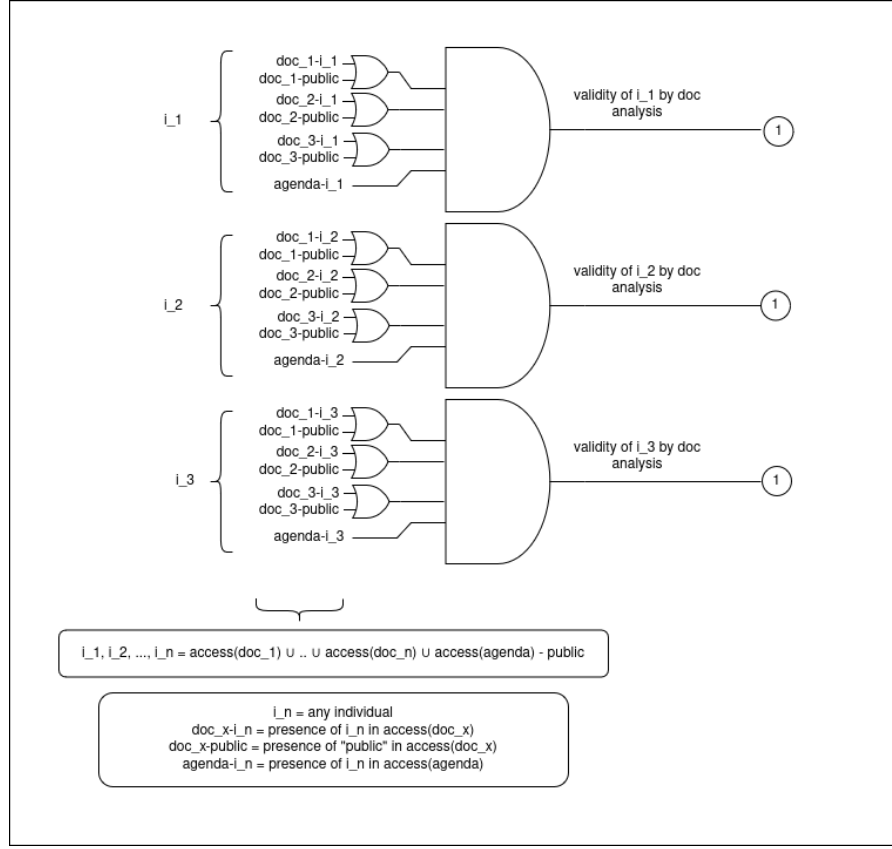 i_1
doc_1-i_1
doc_1-public
doc_2-i_1
doc_2-public
doc_3-i_1
doc_3-public
agenda-i_1
validity of i_1 by doc
analysis
1
i_2
doc_1-i_2
doc_1-public
doc_2-i_2
doc_2-public
doc_3-i_2
doc_3-public
agenda-i_2
validity of i_2 by doc
analysis
1
i_3
doc_1-i_3
doc_1-public
doc_2-i_3
doc_2-public
doc_3-i_3
doc_3-public
agenda-i_3
validity of i_3 by doc
analysis
1
i_1, i_2, ..., i_n = access(doc_1) ∪ .. ∪ access(doc_n) ∪ access(agenda) - public
i_n = any individual
doc_x-i_n = presence of i_n in access(doc_x)
doc_x-public = presence of "public" in access(doc_x)
agenda-i_n = presence of i_n in access(agenda)